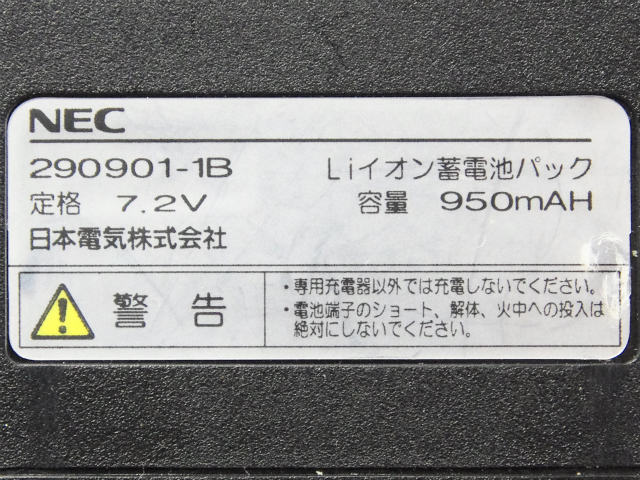 NEC
290901-1B Liイオン蓄電池パック
定格 7.2V 容量 950mAH
日本電気株式会社
警告
・専用充電器以外では充電しないでください。
・電池端子のショート、解体、火中への投入は
絶対にしないでください。